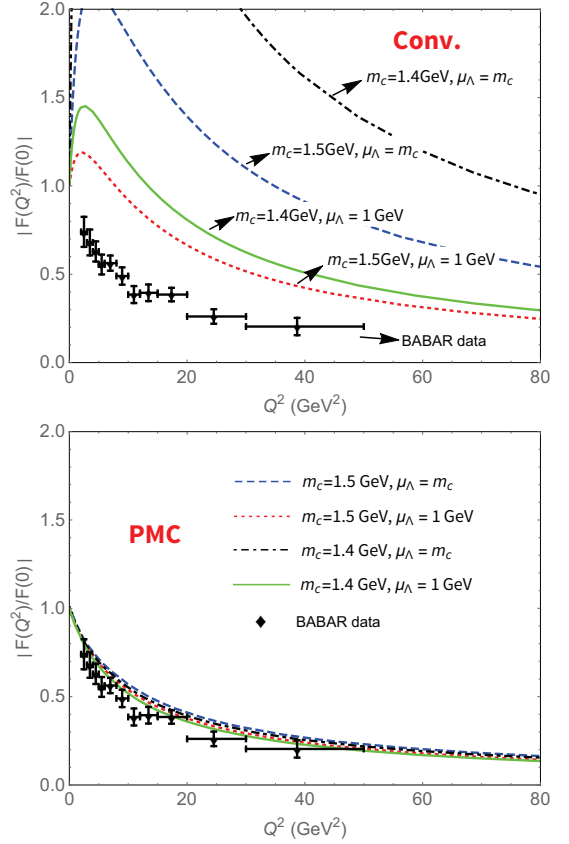 2.0
Conv.
m_c=1.4GeV, μ_Λ = m_c
1.5
m_c=1.5GeV, μ_Λ = m_c
| F(Q²)/F(0) |
1.0
m_c=1.4GeV, μ_Λ = 1 GeV
m_c=1.5GeV, μ_Λ = 1 GeV
0.5
BABAR data
0.0
0 20 40 60 80
Q² (GeV²)
2.0
m_c=1.5 GeV, μ_Λ = m_c
1.5
m_c=1.5 GeV, μ_Λ = 1 GeV
PMC
m_c=1.4 GeV, μ_Λ = m_c
m_c=1.4 GeV, μ_Λ = 1 GeV
| F(Q²)/F(0) |
1.0
BABAR data
0.5
0.0
0 20 40 60 80
Q² (GeV²)